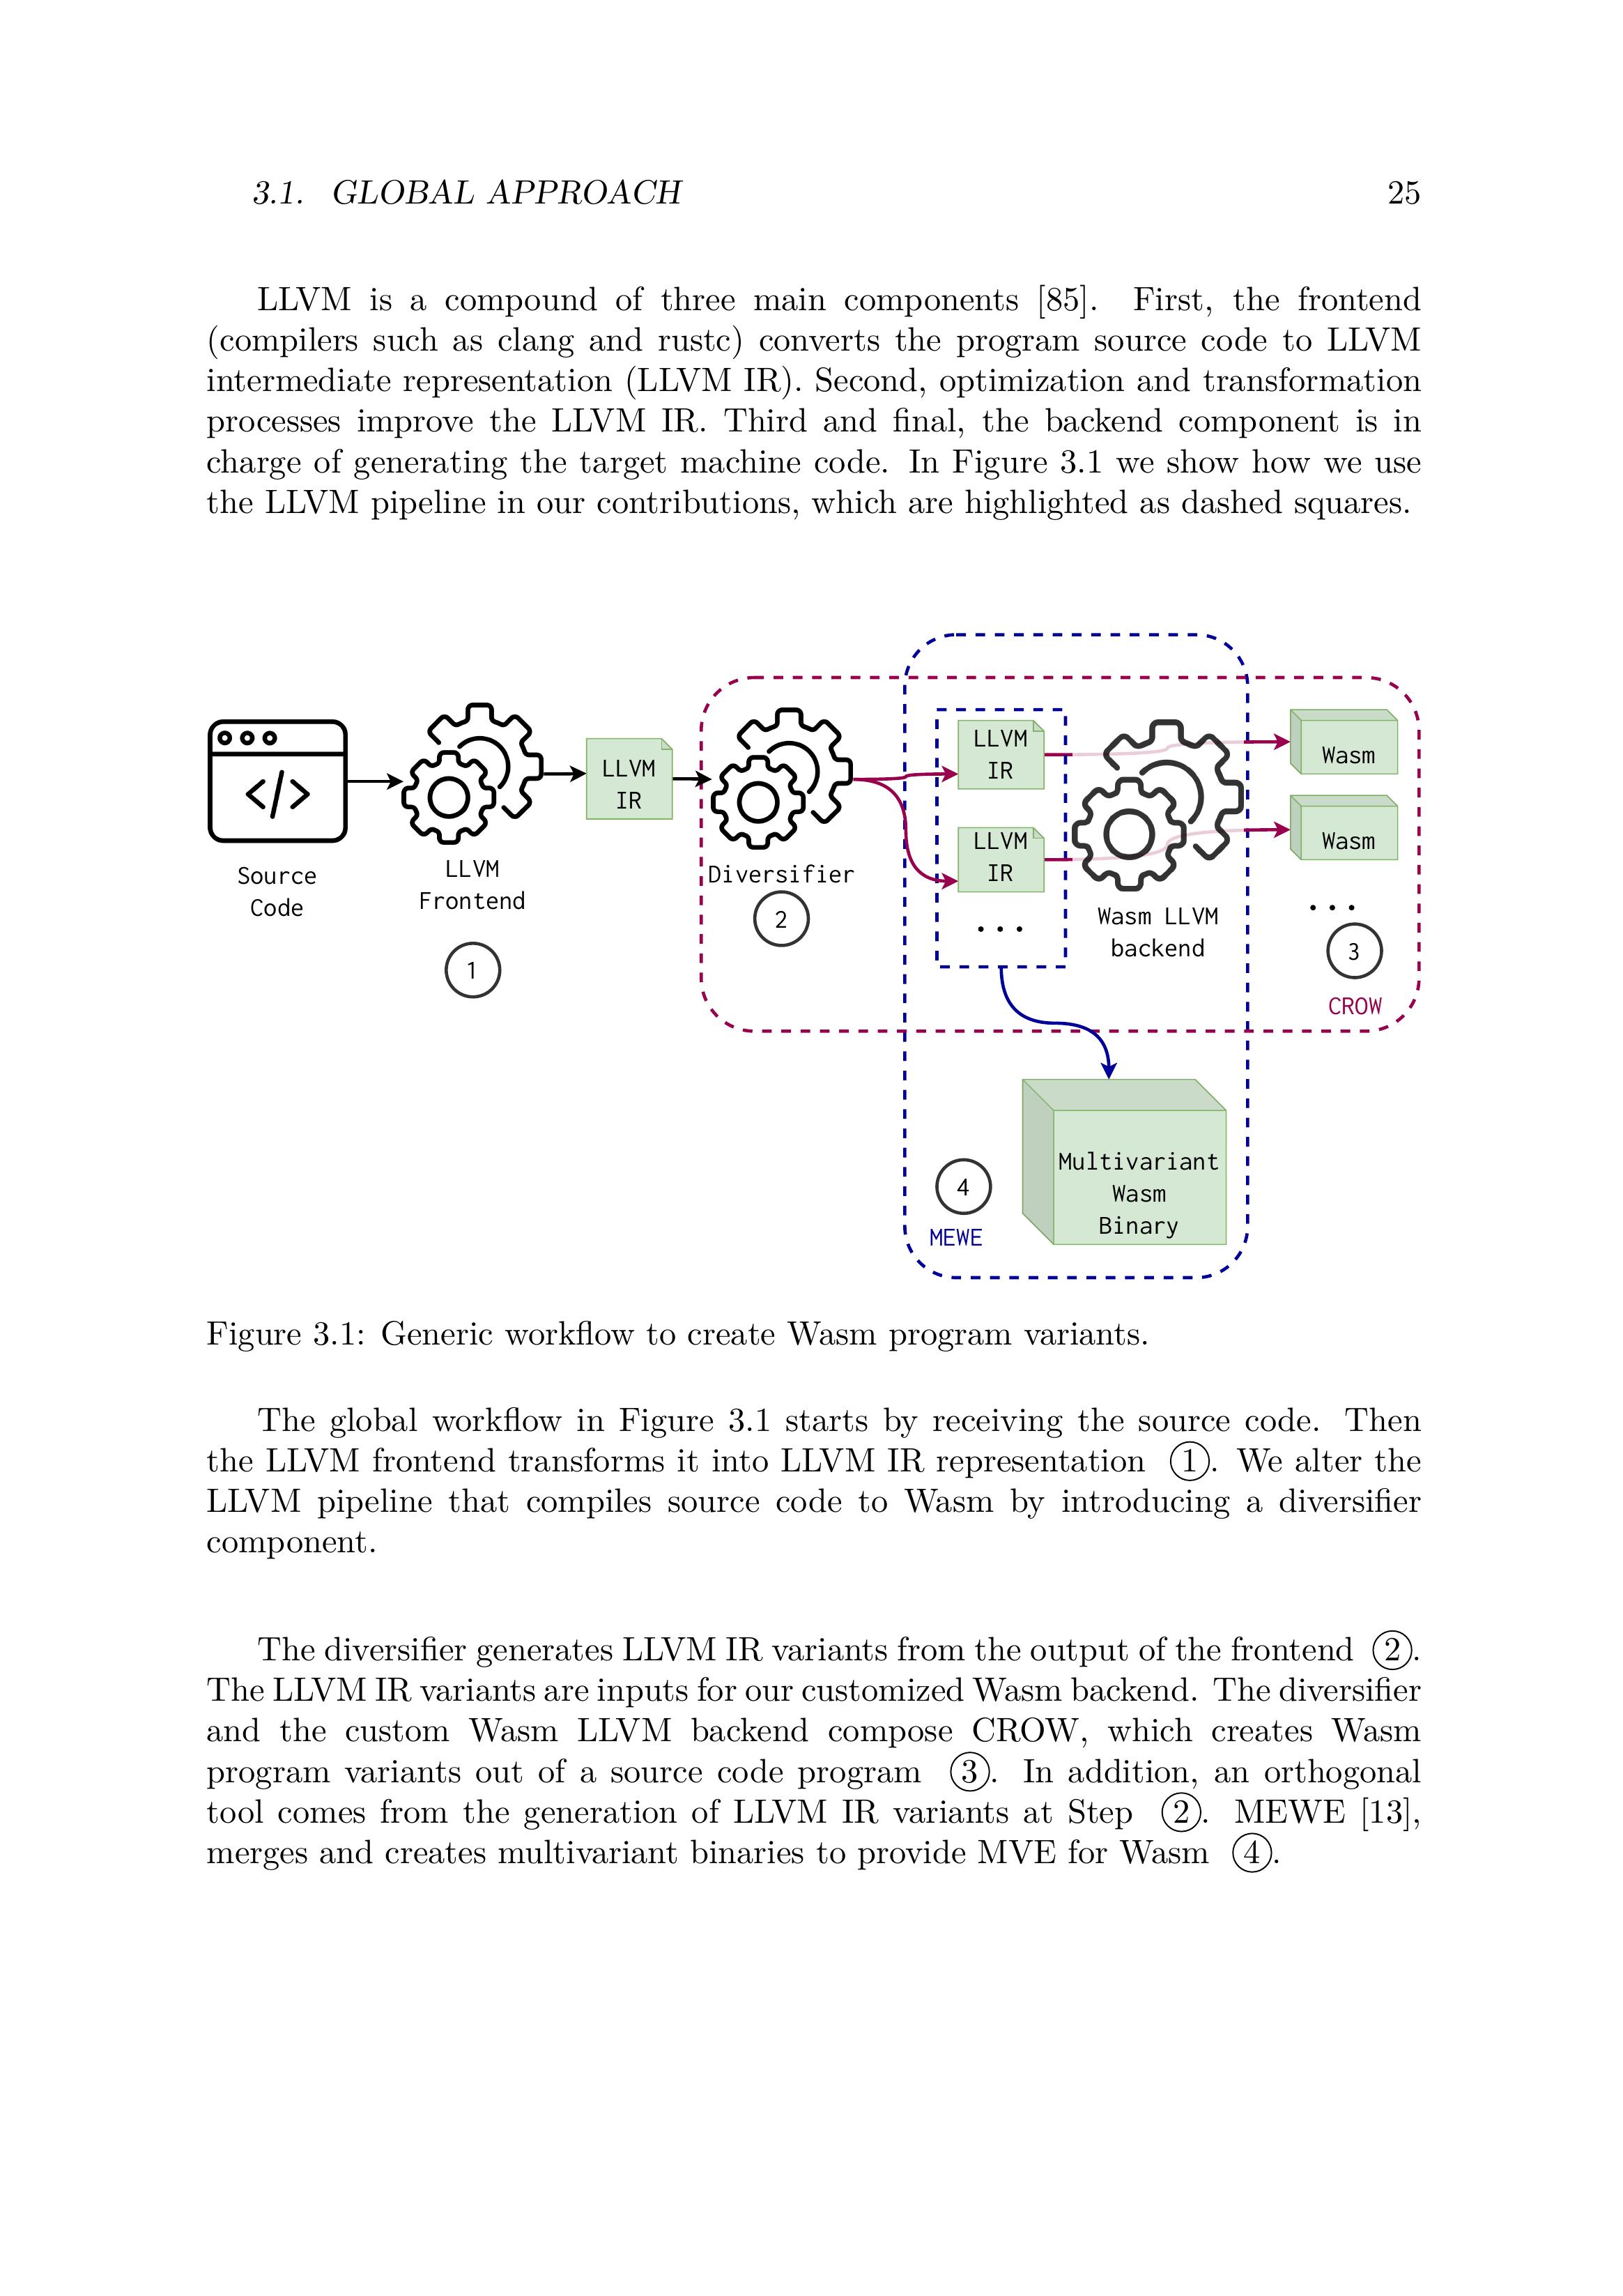 3.1. GLOBAL APPROACH 25
LLVM is a compound of three main components [85]. First, the frontend
(compilers such as clang and rustc) converts the program source code to LLVM
intermediate representation (LLVM IR). Second, optimization and transformation
processes improve the LLVM IR. Third and final, the backend component is in
charge of generating the target machine code. In Figure 3.1 we show how we use
the LLVM pipeline in our contributions, which are highlighted as dashed squares.
</>
Source
Code
LLVM
Frontend
1
LLVM
IR
Diversifier
2
LLVM
IR
LLVM
IR
...
Wasm LLVM
backend
Wasm
Wasm
...
3
CROW
4
MEWE
Multivariant
Wasm
Binary
Figure 3.1: Generic workflow to create Wasm program variants.
The global workflow in Figure 3.1 starts by receiving the source code. Then
the LLVM frontend transforms it into LLVM IR representation ①. We alter the
LLVM pipeline that compiles source code to Wasm by introducing a diversifier
component.
The diversifier generates LLVM IR variants from the output of the frontend ②.
The LLVM IR variants are inputs for our customized Wasm backend. The diversifier
and the custom Wasm LLVM backend compose CROW, which creates Wasm
program variants out of a source code program ③. In addition, an orthogonal
tool comes from the generation of LLVM IR variants at Step ②. MEWE [13],
merges and creates multivariant binaries to provide MVE for Wasm ④.